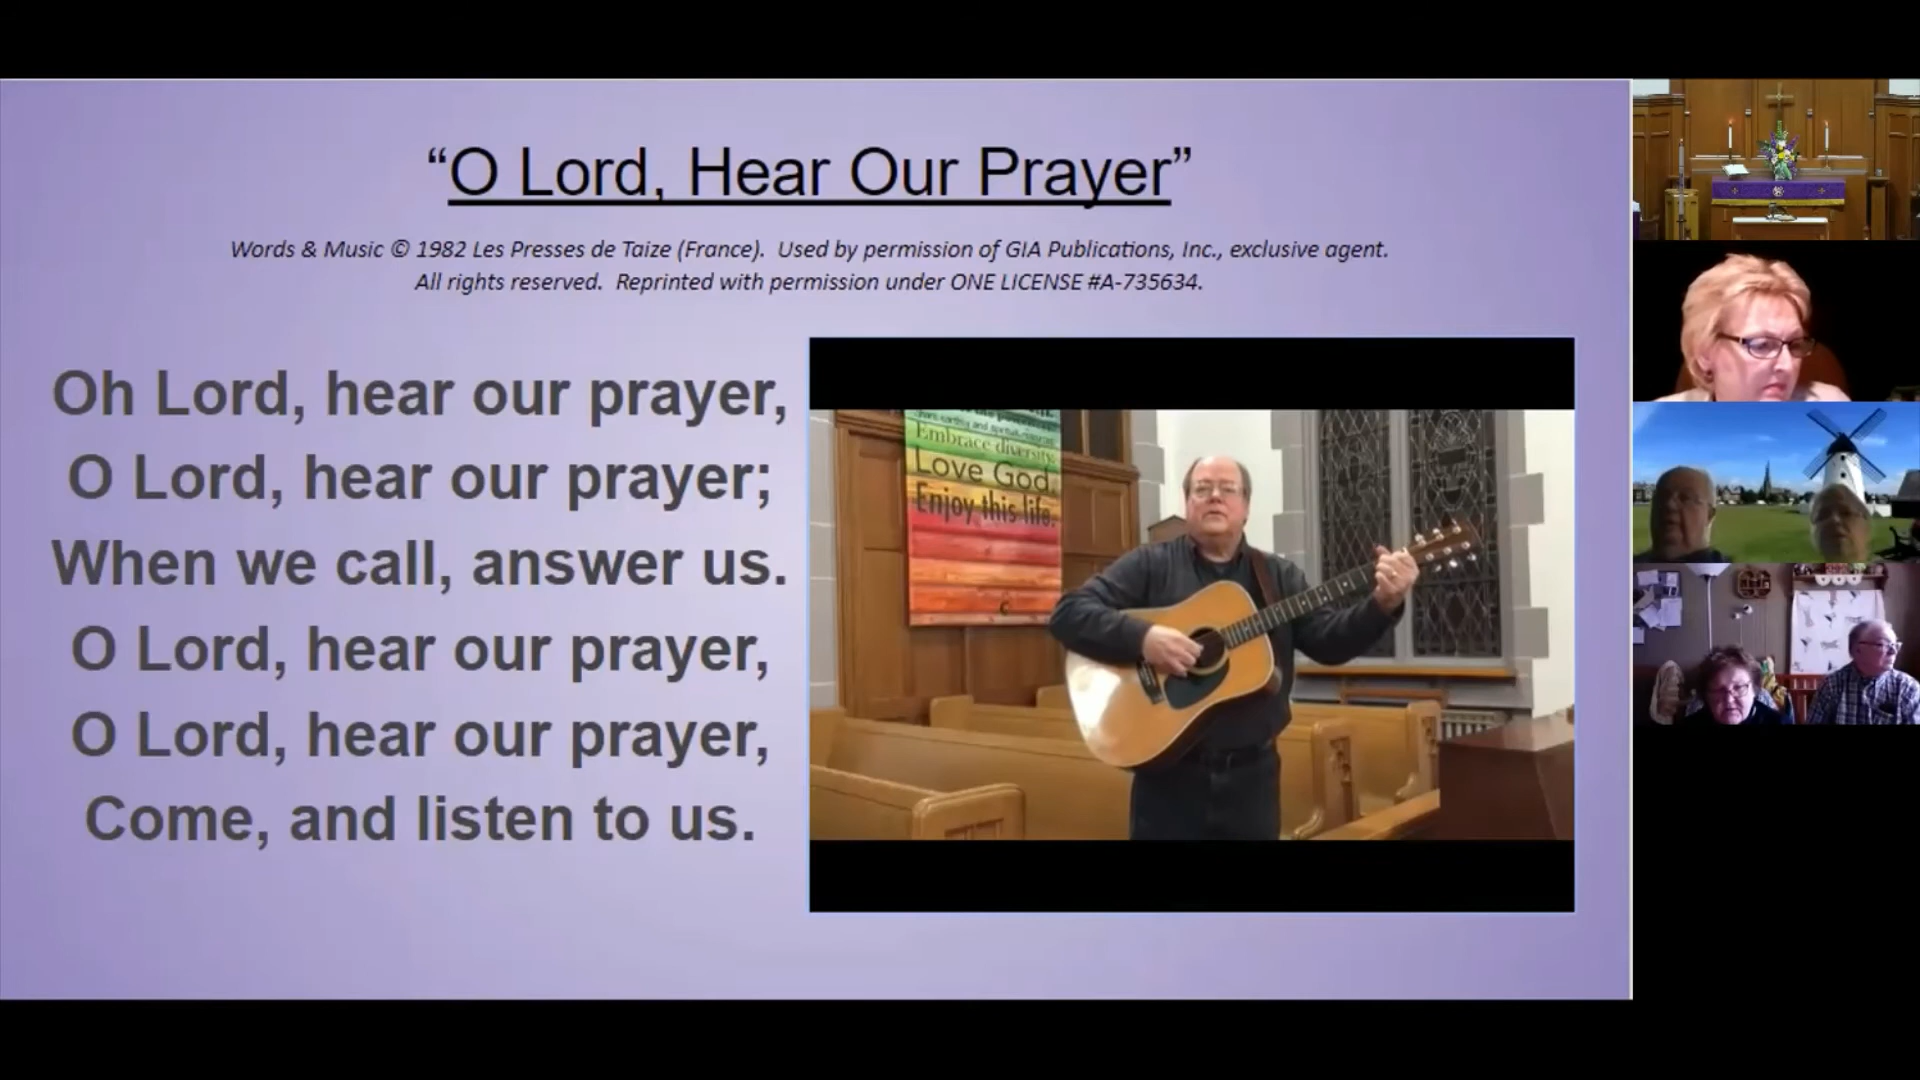 “O Lord, Hear Our Prayer”
Words & Music © 1982 Les Presses de Taize (France).  Used by permission of GIA Publications, Inc., exclusive agent.
All rights reserved.  Reprinted with permission under ONE LICENSE #A-735634.
Oh Lord, hear our prayer,
O Lord, hear our prayer;
When we call, answer us.
O Lord, hear our prayer,
O Lord, hear our prayer,
Come, and listen to us.
earthly and spiritual
Embrace diversity.
Love God.
Enjoy this life.